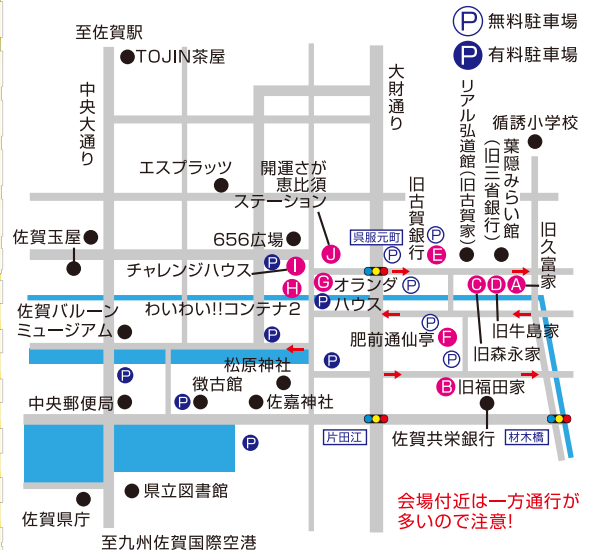 P 無料駐車場
P 有料駐車場
至佐賀駅
TOJIN茶屋
中央大通り
大財通り
リアル弘道館(旧古賀家)
循誘小学校
葉隠みらい館
(旧三省銀行)
エスプラッツ
開運さが
恵比須
ステーション
旧古賀銀行
旧久富家
佐賀玉屋
656広場
呉服元町
P
P
E
J
I
P
チャレンジハウス
G
オランダ
ハウス
P
P
C
D
A
H
わいわい!!コンテナ2
佐賀バルーン
ミュージアム
P
P
肥前通仙亭
F
旧牛島家
旧森永家
P
松原神社
P
徴古館
B
旧福田家
中央郵便局
P
P
佐嘉神社
片田江
佐賀共栄銀行
材木橋
P
県立図書館
佐賀県庁
会場付近は一方通行が
多いので注意!
至九州佐賀国際空港